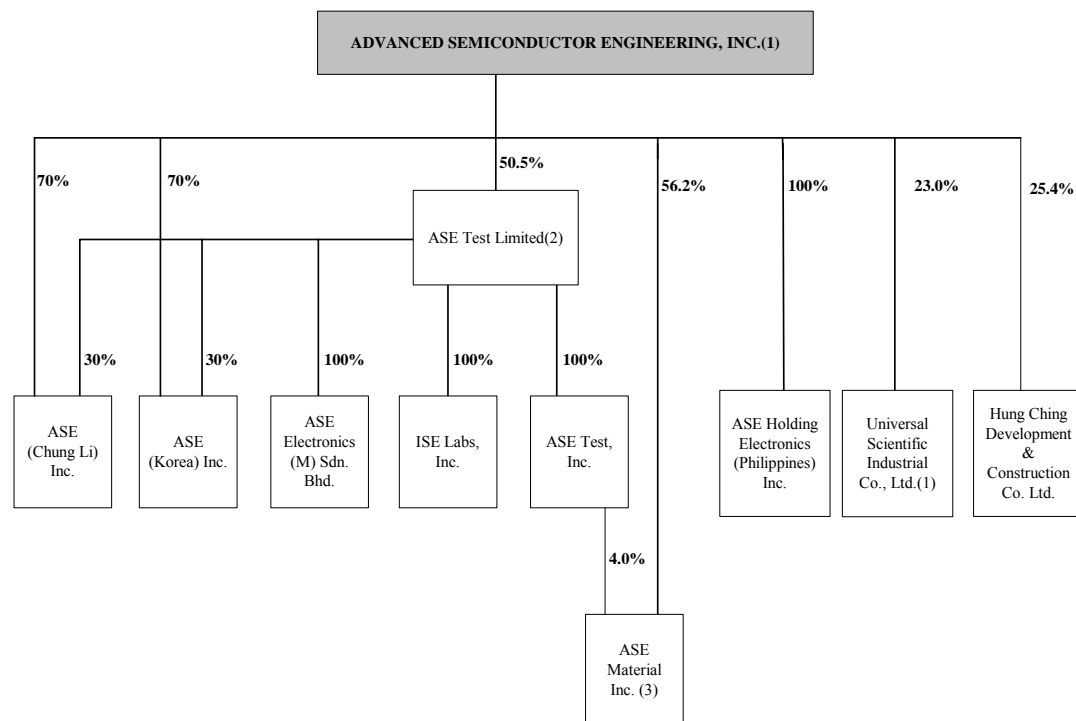 ADVANCED SEMICONDUCTOR ENGINEERING, INC.(1)
70%
70%
50.5%
56.2%
100%
23.0%
25.4%
ASE Test Limited(2)
30%
30%
100%
100%
100%
ASE
(Chung Li)
Inc.
ASE
(Korea) Inc.
ASE
Electronics
(M) Sdn.
Bhd.
ISE Labs,
Inc.
ASE Test,
Inc.
ASE Holding
Electronics
(Philippines)
Inc.
Universal
Scientific
Industrial
Co., Ltd.(1)
Hung Ching
Development
&
Construction
Co. Ltd.
4.0%
ASE
Material
Inc. (3)